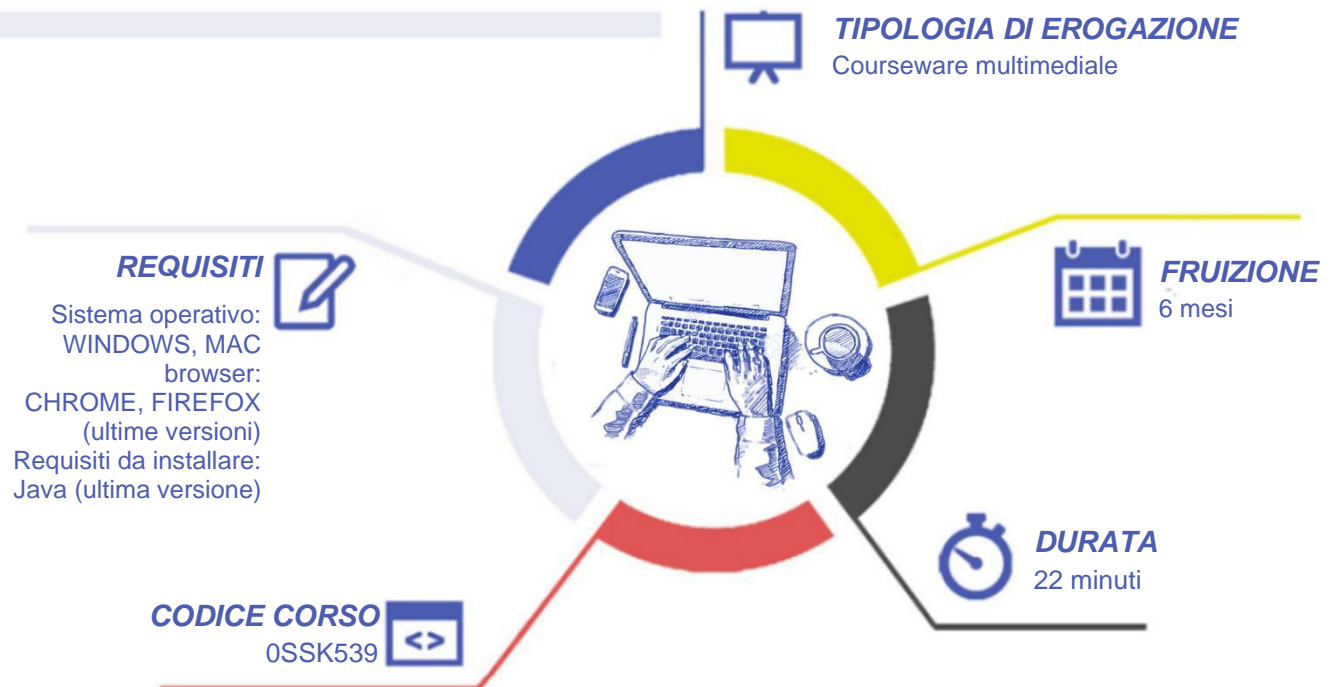 TIPOLOGIA DI EROGAZIONE
Courseware multimediale
REQUISITI
Sistema operativo:
WINDOWS, MAC
browser:
CHROME, FIREFOX
(ultime versioni)
Requisiti da installare:
Java (ultima versione)
FRUIZIONE
6 mesi
DURATA
22 minuti
CODICE CORSO
0SSK539